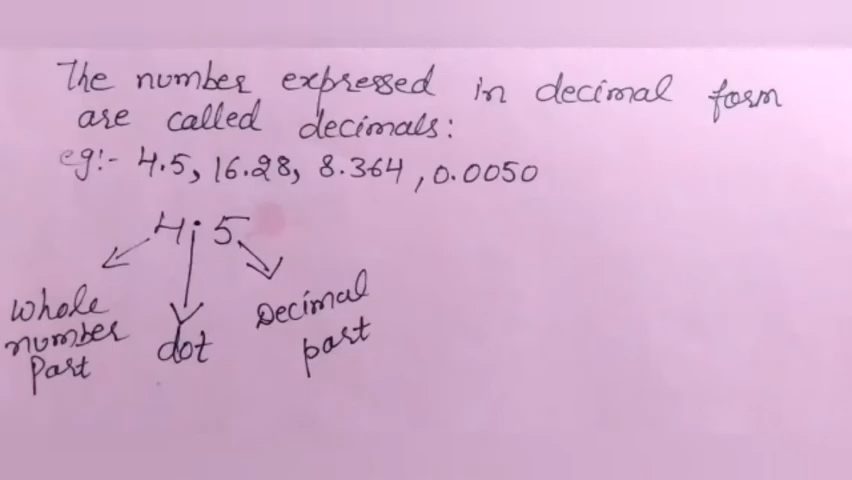 The number expressed in decimal form
are called decimals:
eg:- 4.5, 16.28, 8.364, 0.0050
4.5
Whole
number
Part
dot
Decimal
part